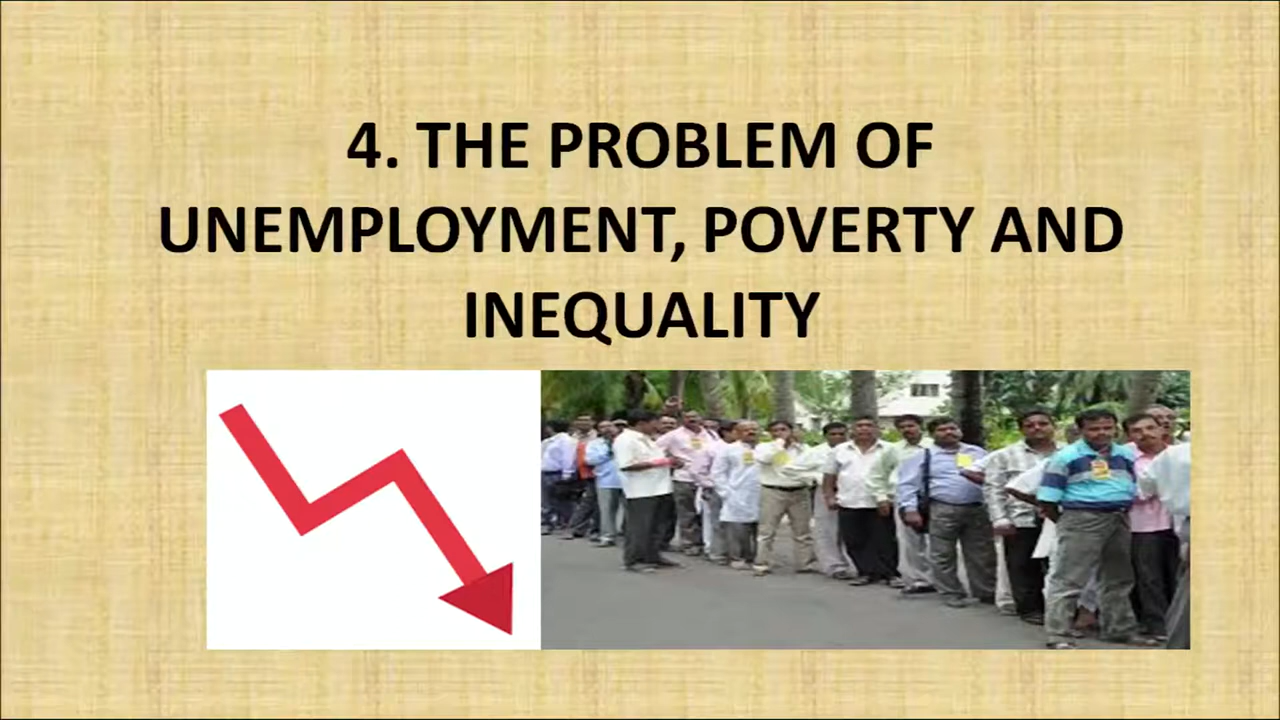 4. THE PROBLEM OF
UNEMPLOYMENT, POVERTY AND
INEQUALITY